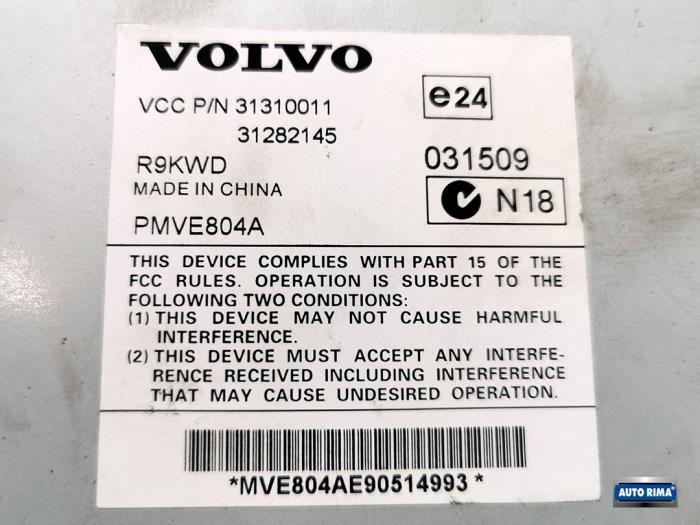 VOLVO
e24
VCC P/N 31310011
31282145
R9KWD
031509
MADE IN CHINA
N18
PMVE804A
THIS DEVICE COMPLIES WITH PART 15 OF THE
FCC RULES. OPERATION IS SUBJECT TO THE
FOLLOWING TWO CONDITIONS:
(1) THIS DEVICE MAY NOT CAUSE HARMFUL
INTERFERENCE.
(2) THIS DEVICE MUST ACCEPT ANY INTERFE-
RENCE RECEIVED INCLUDING INTERFERENCE
THAT MAY CAUSE UNDESIRED OPERATION.
*MVE804AE90514993*
AUTO RIMA